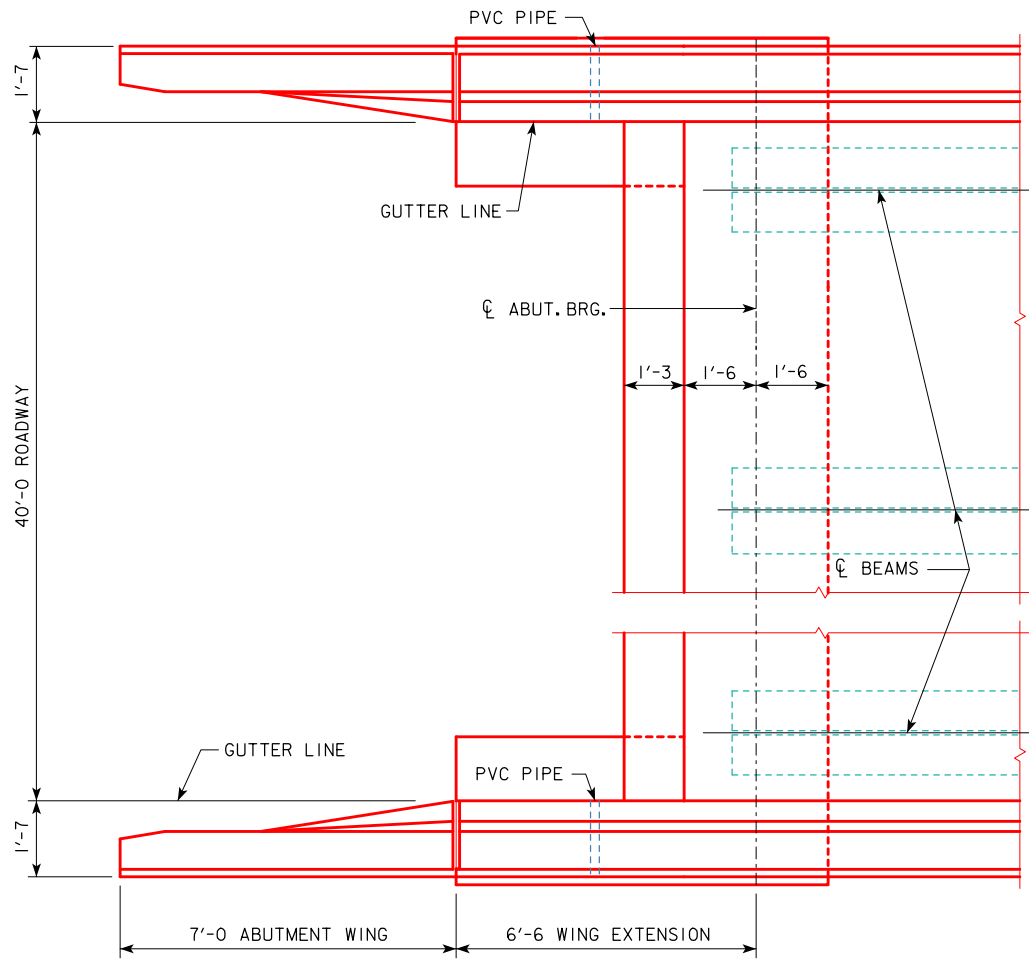 PVC PIPE
1'-7
GUTTER LINE
℄ ABUT. BRG.
1'-3
1'-6
1'-6
40'-0 ROADWAY
℄ BEAMS
GUTTER LINE
PVC PIPE
1'-7
7'-0 ABUTMENT WING
6'-6 WING EXTENSION